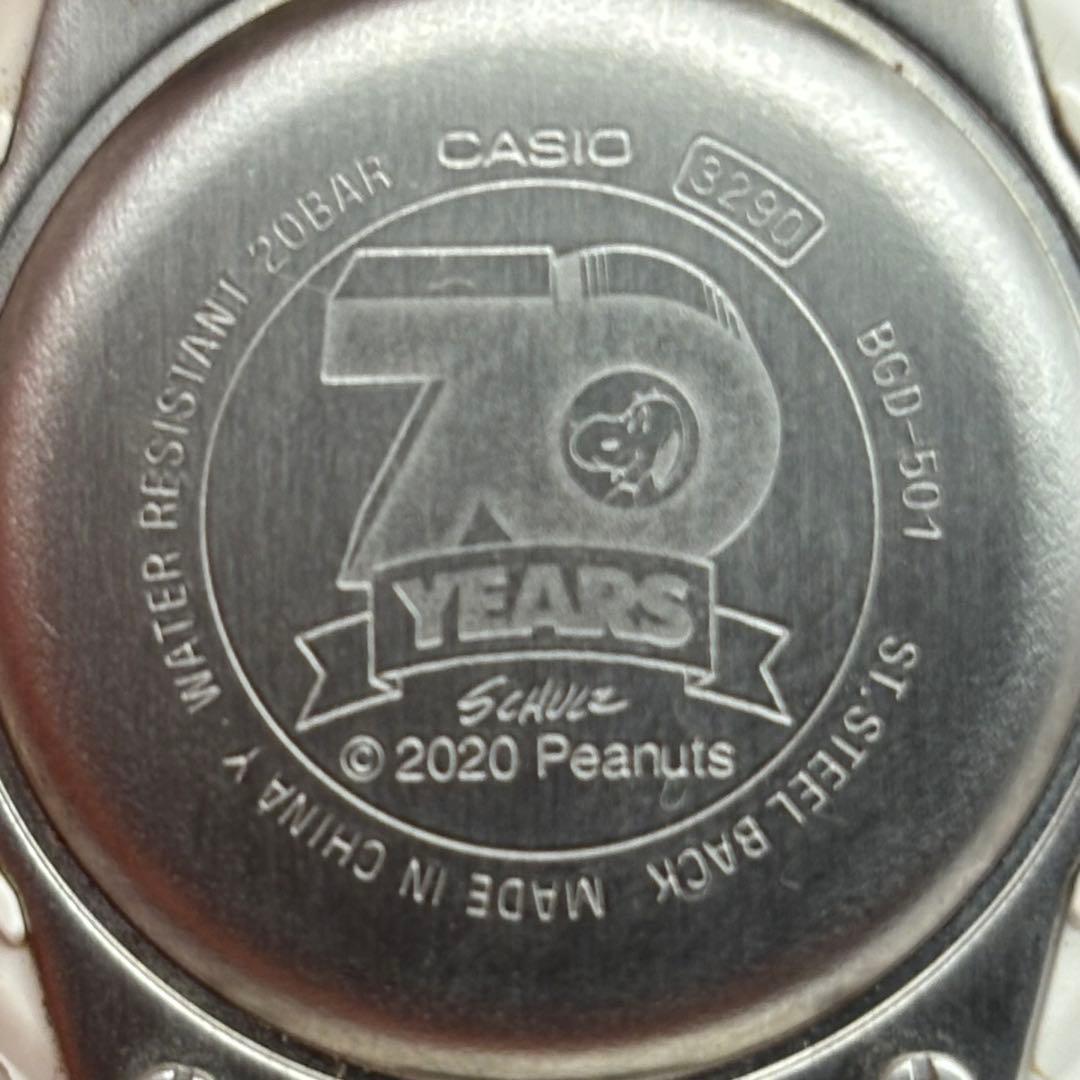 CASIO
3290
BGD-501
ST.STEEL BACK
MADE IN CHINA Y
WATER RESISTANT 20BAR
70
YEARS
SCHULZ
© 2020 Peanuts